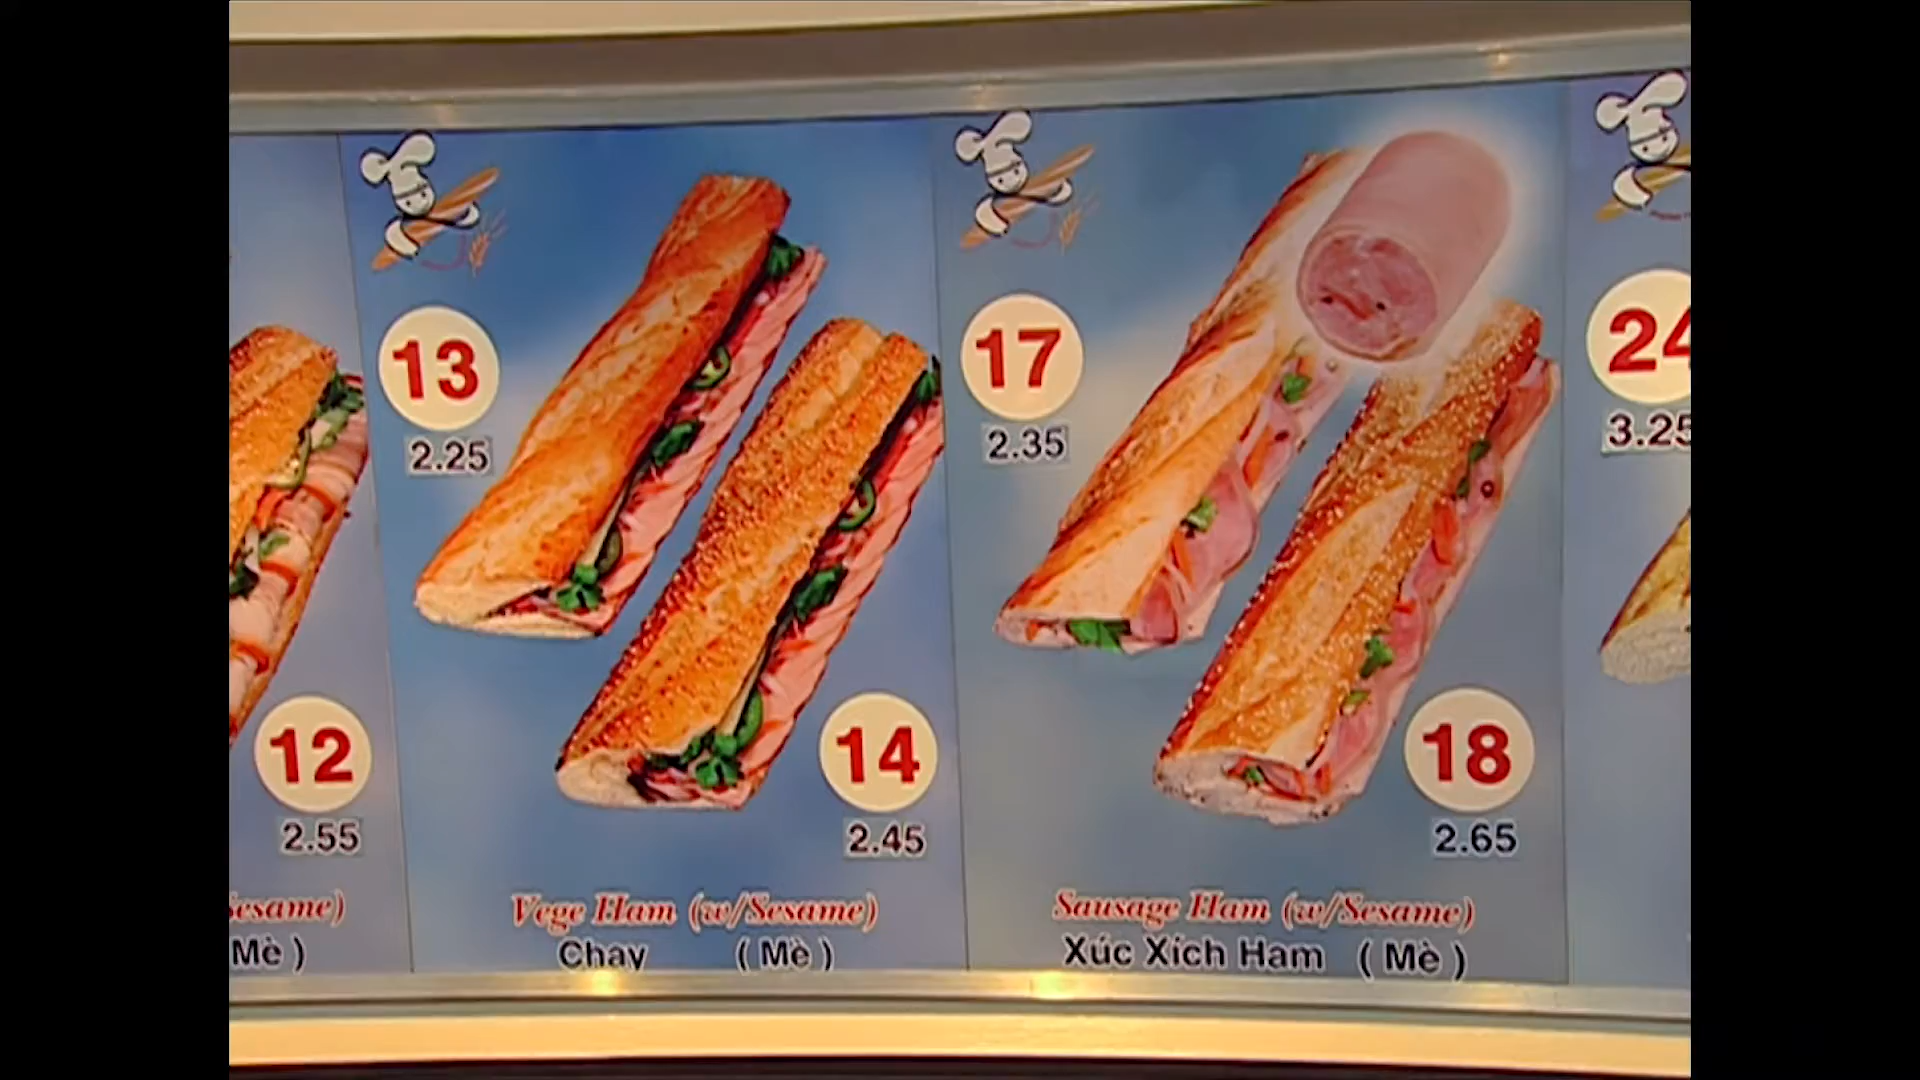 13
2.25
14
2.45
Vege Ham (w/Sesame)
Chay (Mè)
17
2.35
18
2.65
Sausage Ham (w/Sesame)
Xúc Xích Ham (Mè)
12
2.55
Sesame)
Mè)
24
3.25